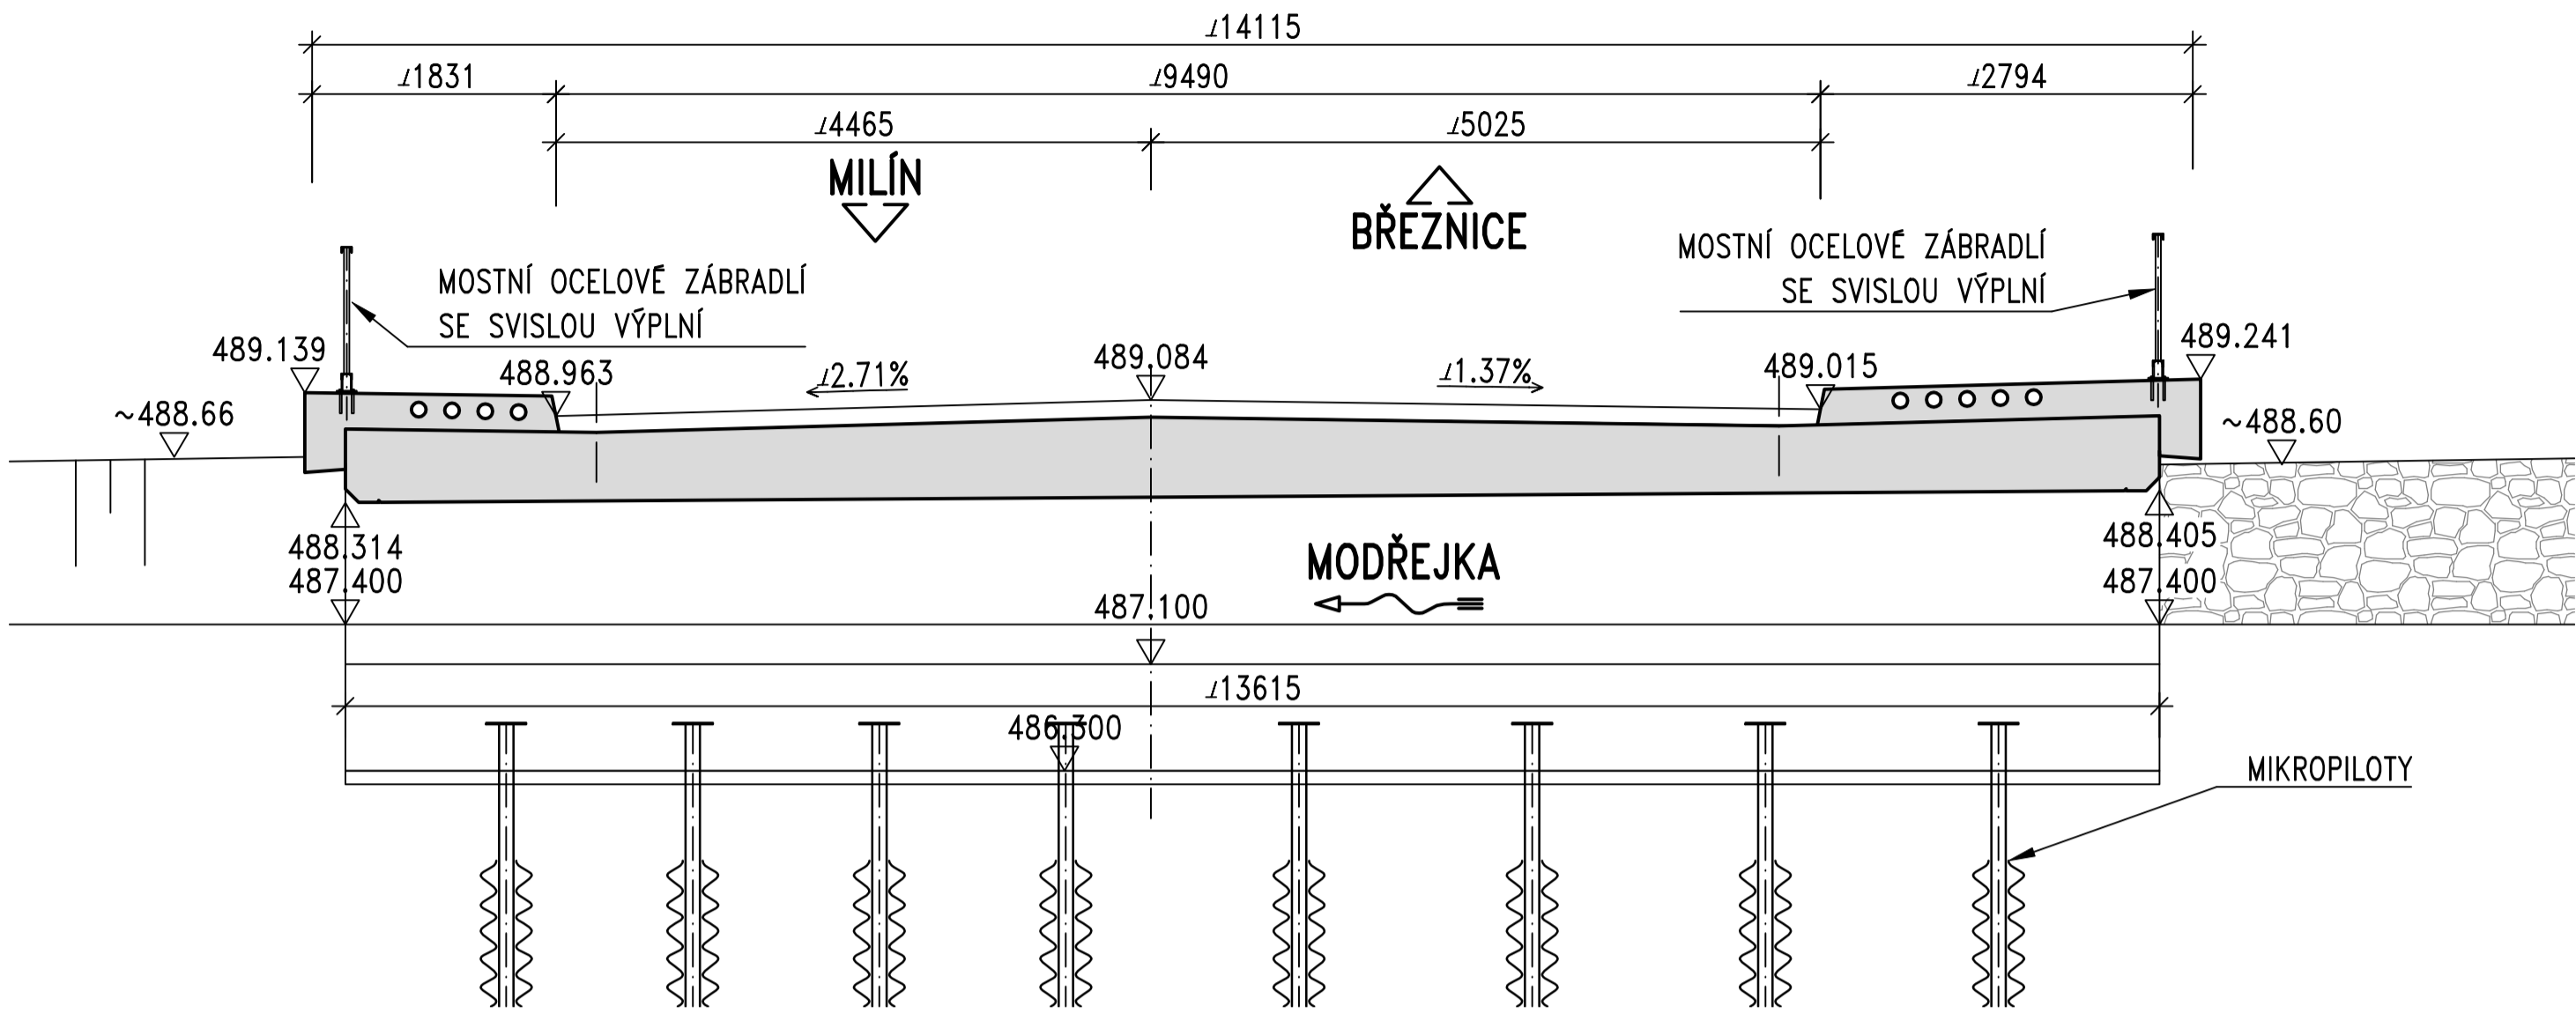 ⊥14115
⊥1831
⊥9490
⊥2794
⊥4465
⊥5025
MILÍN
BŘEZNICE
MOSTNÍ OCELOVÉ ZÁBRADLÍ
SE SVISLOU VÝPLNÍ
MOSTNÍ OCELOVÉ ZÁBRADLÍ
SE SVISLOU VÝPLNÍ
489.139
488.963
⊥2.71%
489.084
⊥1.37%
489.015
489.241
~488.66
~488.60
488.314
487.400
MODŘEJKA
488.405
487.400
487.100
⊥13615
486.300
MIKROPILOTY